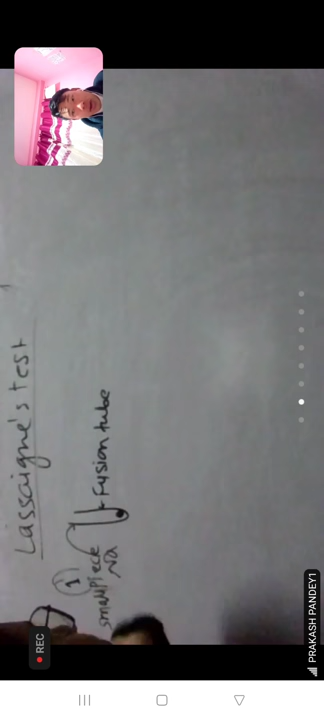 Lassaigne's test
1
small piece
Na
Fusion tube
REC
PRAKASH PANDEY1